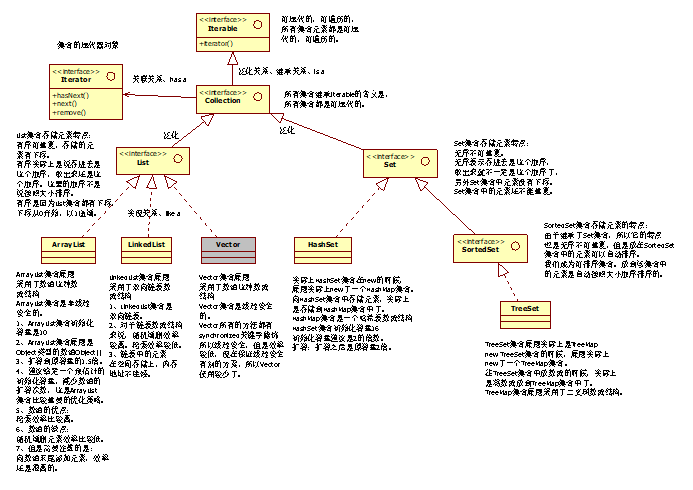 <<interface>>
Iterable
+iterator()
可迭代的，可遍历的，
所有集合元素都是可迭
代的，可遍历的。
集合的迭代器对象
<<interface>>
Iterator
+hasNext()
+next()
+remove()
关联关系、has a
泛化关系、继承关系、is a
<<interface>>
Collection
所有集合继承Iterable的含义是，
所有集合都是可迭代的。
泛化
泛化
List集合存储元素特点：
有序可重复，存储的元
素有下标。
有序实际上是说存进去是
这个顺序，取出来还是这
个顺序。这里的顺序不是
说按照大小排序。
有序是因为List集合都有下标，
下标从0开始，以1递增。
<<interface>>
List
<<interface>>
Set
Set集合存储元素特点：
无序不可重复。
无序表示存进去是这个顺序，
取出来就不一定是这个顺序了。
另外Set集合中元素没有下标。
Set集合中的元素还不能重复。
实现关系、like a
ArrayList
LinkedList
Vector
HashSet
<<interface>>
SortedSet
SortedSet集合存储元素的特点：
由于继承了Set集合，所以它的特点
也是无序不可重复，但是放在SortedSet
集合中的元素可以自动排序。
我们成为可排序集合。放到该集合中
的元素是自动按照大小顺序排序的。
ArrayList集合底层
采用了数组这种数
据结构
ArrayList集合是非线程
安全的。
1、ArrayList集合初始化
容量是10
2、ArrayList集合底层是
Object类型的数组Object[]
3、扩容到原容量的1.5倍。
4、建议给定一个预估计的
初始化容量，减少数组的
扩容次数，这是ArrayList
集合比较重要的优化策略。
5、数组的优点：
检索效率比较高。
6、数组的缺点：
随机增删元素效率比较低。
7、但是需要注意的是：
向数组末尾添加元素，效率
还是很高的。
LinkedList集合底层
采用了双向链表数
据结构
1、LinkedList集合是
双向链表。
2、对于链表数据结构
来说，随机增删效率
较高。检索效率较低。
3、链表中的元素
在空间存储上，内存
地址不连续。
Vector集合底层
采用了数组这种数
据结构
Vector集合是线程安全
的。
Vector所有的方法都有
synchronized关键字修饰
所以线程安全，但是效率
较低，现在保证线程安全
有别的方案，所以Vector
使用较少了。
实际上HashSet集合在new的时候，
底层实际上new了一个HashMap集合。
向HashSet集合中存储元素，实际上
是存储到HashMap集合中了。
HashMap集合是一个哈希表数据结构
HashSet集合初始化容量16
初始化容量建议是2的倍数。
扩容：扩容之后是原容量2倍。
TreeSet
TreeSet集合底层实际上是TreeMap
new TreeSet集合的时候，底层实际上
new了一个TreeMap集合。
往TreeSet集合中放数据的时候，实际上
是将数据放到TreeMap集合中了。
TreeMap集合底层采用了二叉树数据结构。